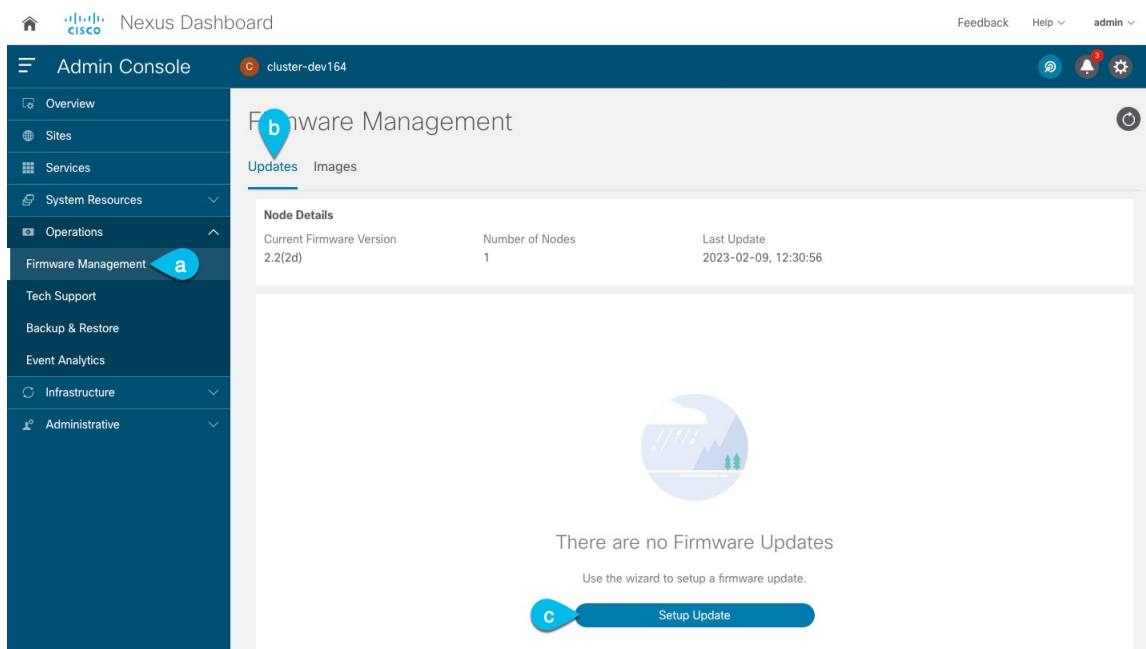 cisco Nexus Dashboard Feedback Help admin
Admin Console C cluster-dev164 3
Overview
Sites
Services
System Resources
Operations
Firmware Management a
Tech Support
Backup & Restore
Event Analytics
Infrastructure
Administrative
Firmware Management
b
Updates Images
Node Details
Current Firmware Version Number of Nodes Last Update
2.2(2d) 1 2023-02-09, 12:30:56
There are no Firmware Updates
Use the wizard to setup a firmware update.
c Setup Update